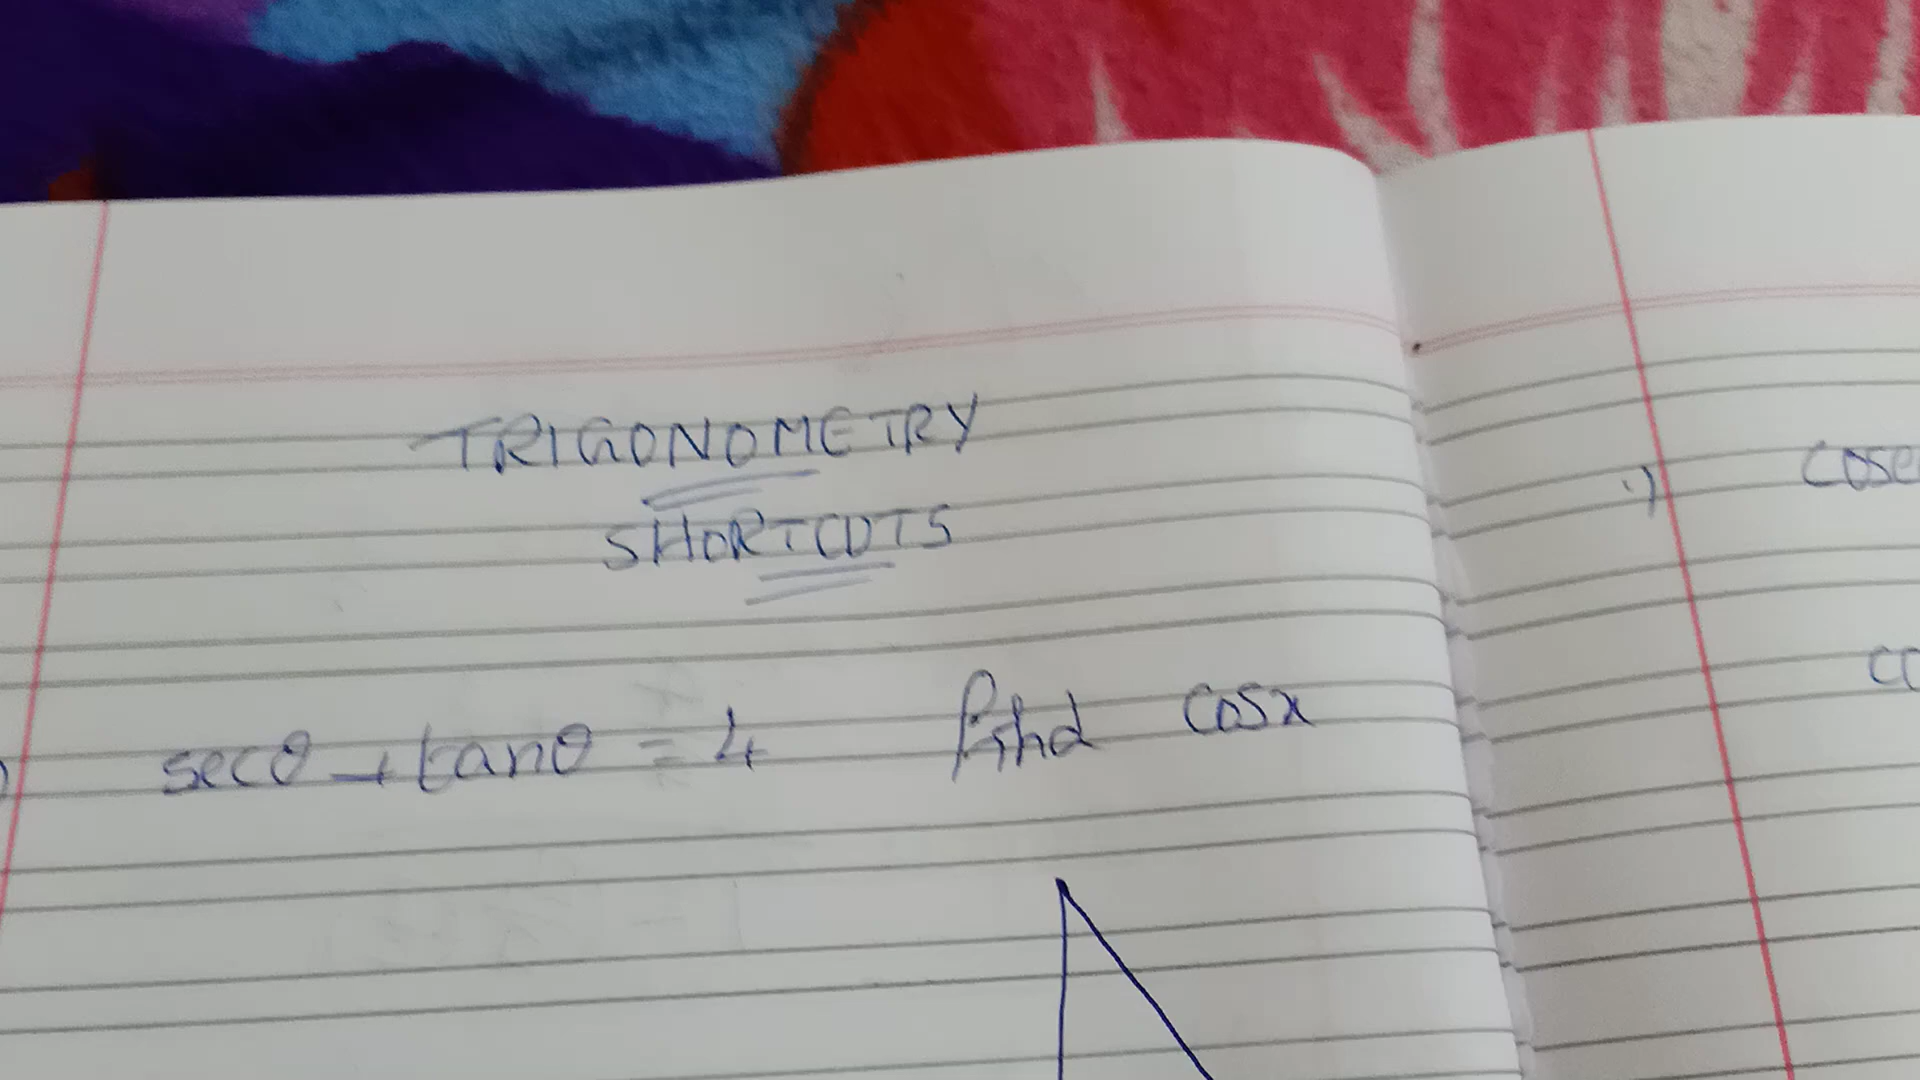 TRIGONOMETRY
SHORTCUTS
secθ + tanθ = 4 find cosx